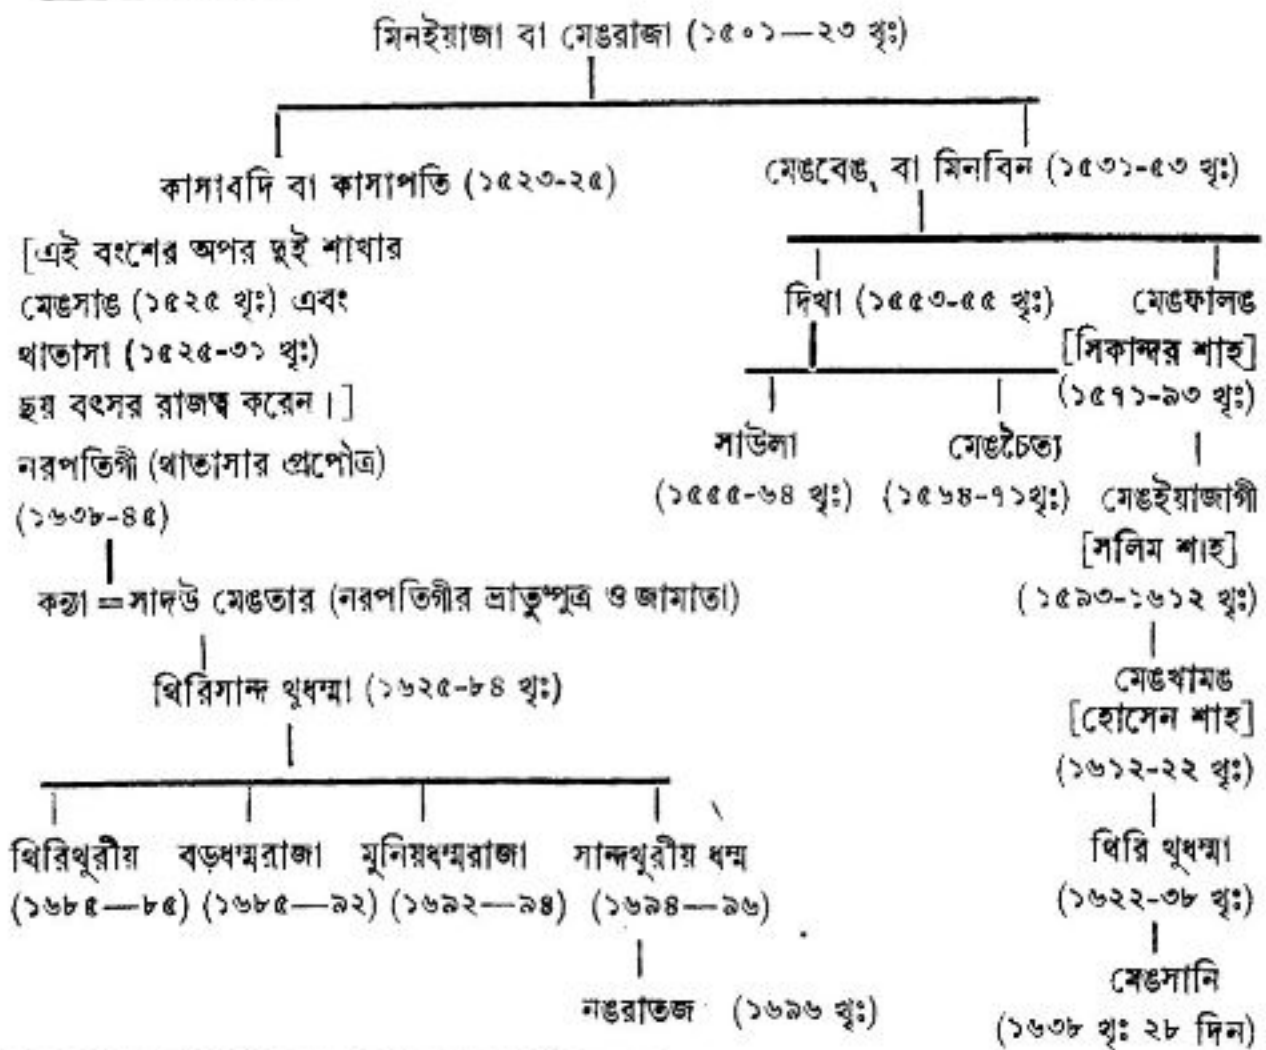 মিনইয়াজা বা মেঙরাজা (১৫০১—২৩ খৃঃ)
কাসাবদি বা কাসাপতি (১৫২৩-২৫)
মেঙবেঙ্ বা মিনবিন (১৫৩১-৫৩ খৃঃ)
[এই বংশের অপর দুই শাখার
মেঙসাঙ (১৫২৫ খৃঃ) এবং
থাতাসা (১৫২৫-৩১ খৃঃ)
ছয় বৎসর রাজত্ব করেন।]
নরপতিগী (থাতাসার প্রপৌত্র)
(১৬৩৮-৪৫)
দিখা (১৫৫৩-৫৫ খৃঃ)
মেঙফালঙ
[সিকান্দর শাহ]
(১৫৭১-৯৩ খৃঃ)
সাউলা
(১৫৫৫-৬৪ খৃঃ)
মেঙচৈত্য
(১৫৬৪-৭১খৃঃ)
মেঙইয়াজাগী
[সলিম শাহ]
(১৫৯৩-১৬১২ খৃঃ)
কন্যা = সাদউ মেঙতার (নরপতিগীর ভ্রাতুষ্পুত্র ও জামাতা)
থিরিসান্দ থুধম্মা (১৬২৫-৮৪ খৃঃ)
মেঙখামঙ
[হোসেন শাহ]
(১৬১২-২২ খৃঃ)
থিরিথুরীয় বড়ধম্মরাজা মুনিয়ধম্মরাজা সান্দথুরীয় ধম্ম
(১৬৮৫—৮৫) (১৬৮৫—৯২) (১৬৯২—৯৪) (১৬৯৪—৯৬)
থিরি থুধম্মা
(১৬২২-৩৮ খৃঃ)
নঙরাতজ (১৬৯৬ খৃঃ)
মেঙসানি
(১৬৩৮ খৃঃ ২৮ দিন)